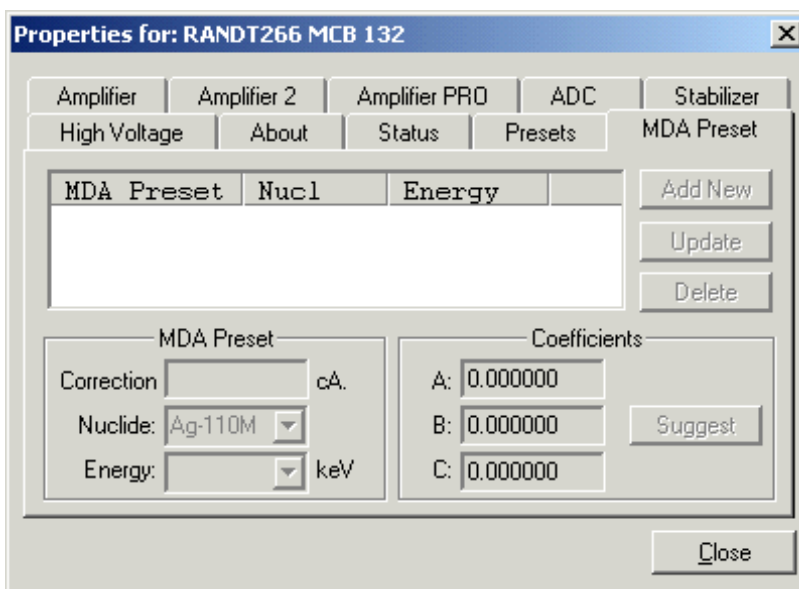 Properties for: RANDT266 MCB 132
Amplifier Amplifier 2 Amplifier PRO ADC Stabilizer
High Voltage About Status Presets MDA Preset
MDA Preset Nucl Energy
Add New
Update
Delete
MDA Preset
Correction cA.
Nuclide: Ag-110M
Energy: keV
Coefficients
A: 0.000000
B: 0.000000
C: 0.000000
Suggest
Close